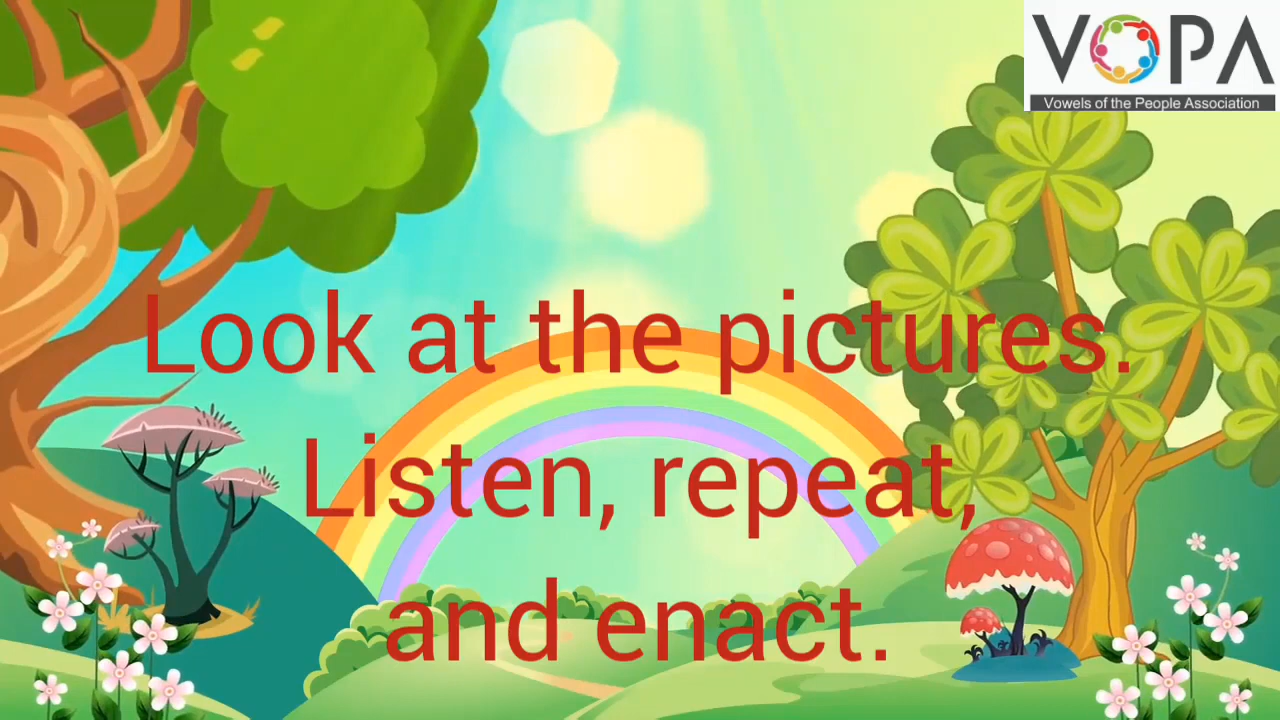 VOPA
Vowels of the People Association
Look at the pictures.
Listen, repeat,
and enact.